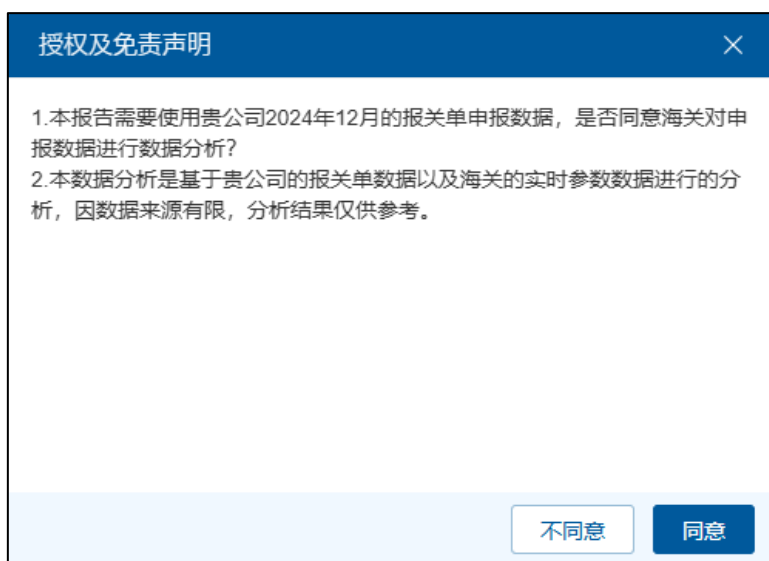 授权及免责声明
1.本报告需要使用贵公司2024年12月的报关单申报数据，是否同意海关对申
报数据进行数据分析？
2.本数据分析是基于贵公司的报关单数据以及海关的实时参数数据进行的分
析，因数据来源有限，分析结果仅供参考。
不同意 同意